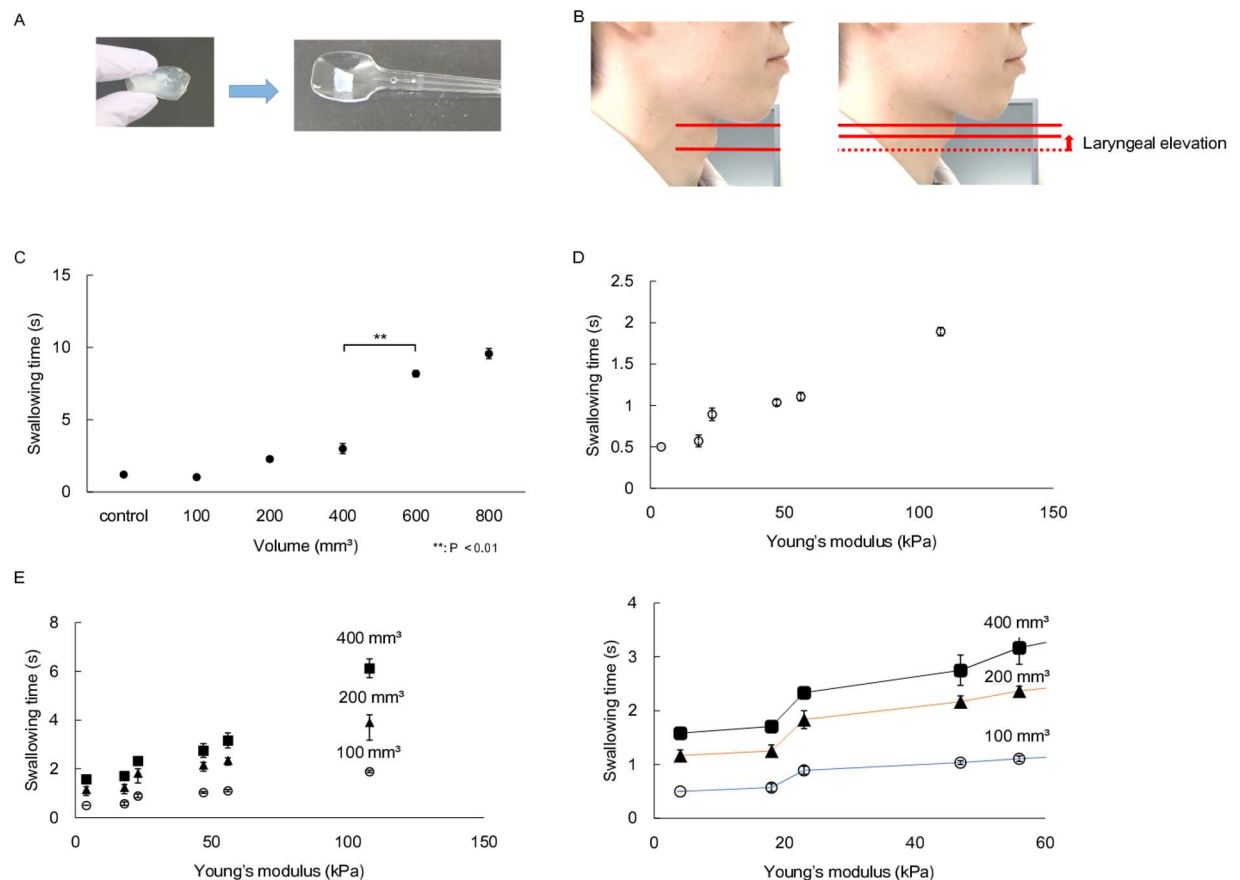 A
B
Laryngeal elevation
C
Swallowing time (s)
15
10
5
0
**
control 100 200 400 600 800
Volume (mm³)
**: P <0.01
D
Swallowing time (s)
2.5
2
1.5
1
0.5
0
0 50 100 150
Young's modulus (kPa)
E
Swallowing time (s)
8
6
4
2
0
400 mm³
200 mm³
100 mm³
0 50 100 150
Young's modulus (kPa)
Swallowing time (s)
4
3
2
1
0
400 mm³
200 mm³
100 mm³
0 20 40 60
Young's modulus (kPa)